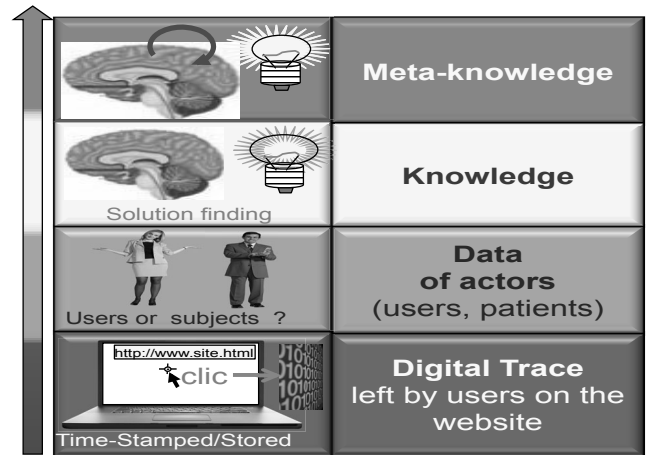 Meta-knowledge
Solution finding
Knowledge
Users or subjects ?
Data
of actors
(users, patients)
http://www.site.html
clic
Time-Stamped/Stored
Digital Trace
left by users on the
website